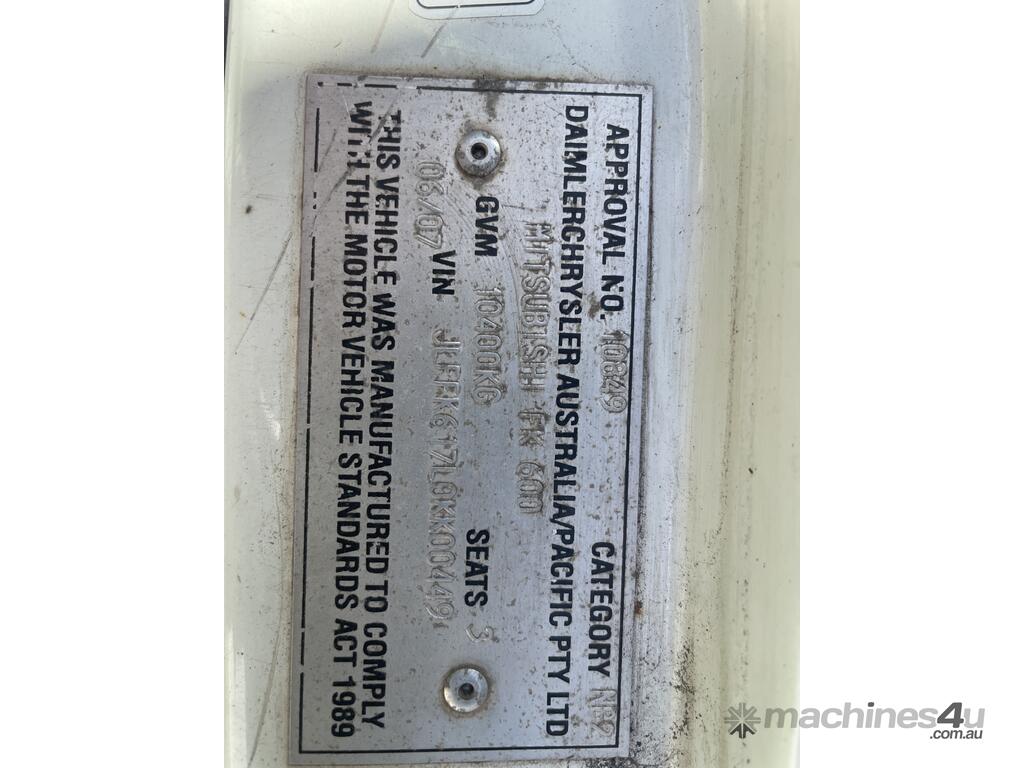 APPROVAL NO. 10849 CATEGORY NB2
DAIMLERCHRYSLER AUSTRALIA/PACIFIC PTY LTD
MITSUBISHI FK 600
GVM 10400KG SEATS 3
06/07 VIN
THIS VEHICLE WAS MANUFACTURED TO COMPLY
WITH THE MOTOR VEHICLE STANDARDS ACT 1989
machines4u
.com.au